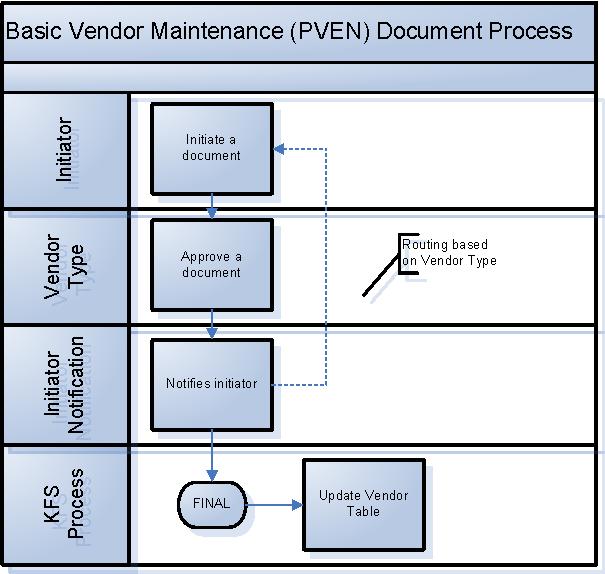 Basic Vendor Maintenance (PVEN) Document Process
Initiator
Initiate a
document
Vendor
Type
Approve a
document
Routing based
on Vendor Type
Initiator
Notification
Notifies initiator
KFS
Process
FINAL
Update Vendor
Table